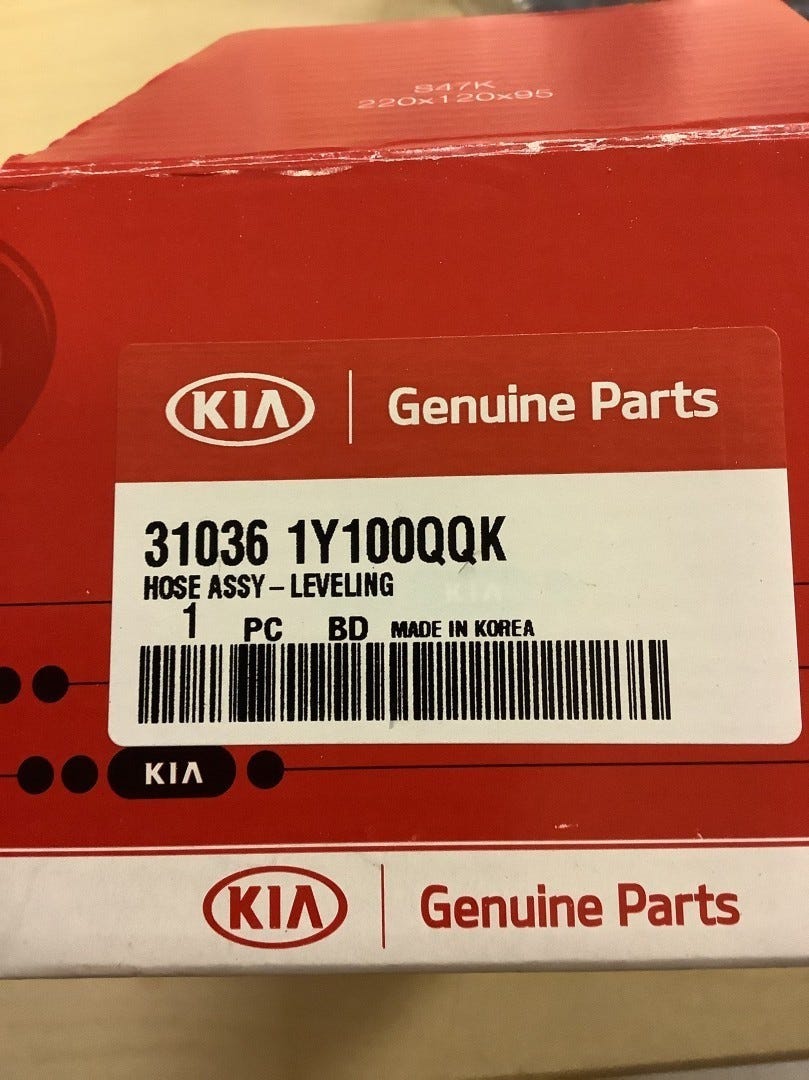 S47K
220x120x95
KIA Genuine Parts
31036 1Y100QQK
HOSE ASSY-LEVELING
1 PC BD MADE IN KOREA
KIA
KIA Genuine Parts